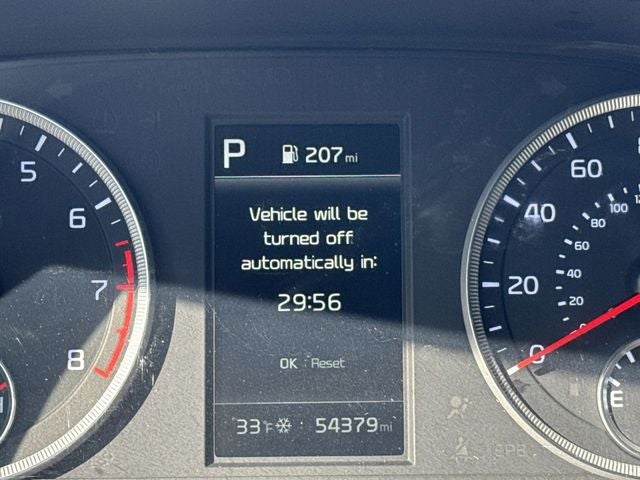 P 207 mi
Vehicle will be
turned off
automatically in:
29:56
OK : Reset
33°F 54379 mi
5
6
7
8
H
60
40
20
0
100
80
60
40
20
E
EPB